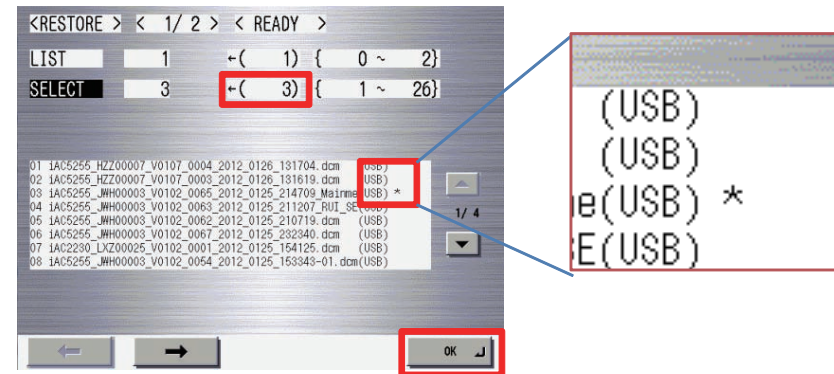 <RESTORE > < 1/ 2 > < READY >
LIST 1 ←( 1) { 0 ~ 2}
SELECT 3 ←( 3) { 1 ~ 26}
01 iAC5255_HZZ00007_V0107_0004_2012_0126_131704.dcm (USB)
02 iAC5255_HZZ00007_V0107_0003_2012_0126_131619.dcm (USB)
03 iAC5255_JWH00003_V0102_0065_2012_0125_214709_Mainme(USB) *
04 iAC5255_JWH00003_V0102_0063_2012_0125_211207_RUI_SE(USB)
05 iAC5255_JWH00003_V0102_0062_2012_0125_210719.dcm (USB)
06 iAC5255_JWH00003_V0102_0067_2012_0125_232340.dcm (USB)
07 iAC2230_LXZ00025_V0102_0001_2012_0125_154125.dcm (USB)
08 iAC5255_JWH00003_V0102_0054_2012_0125_153343-01.dcm(USB)
1/ 4
OK
(USB)
(USB)
e(USB) *
E(USB)